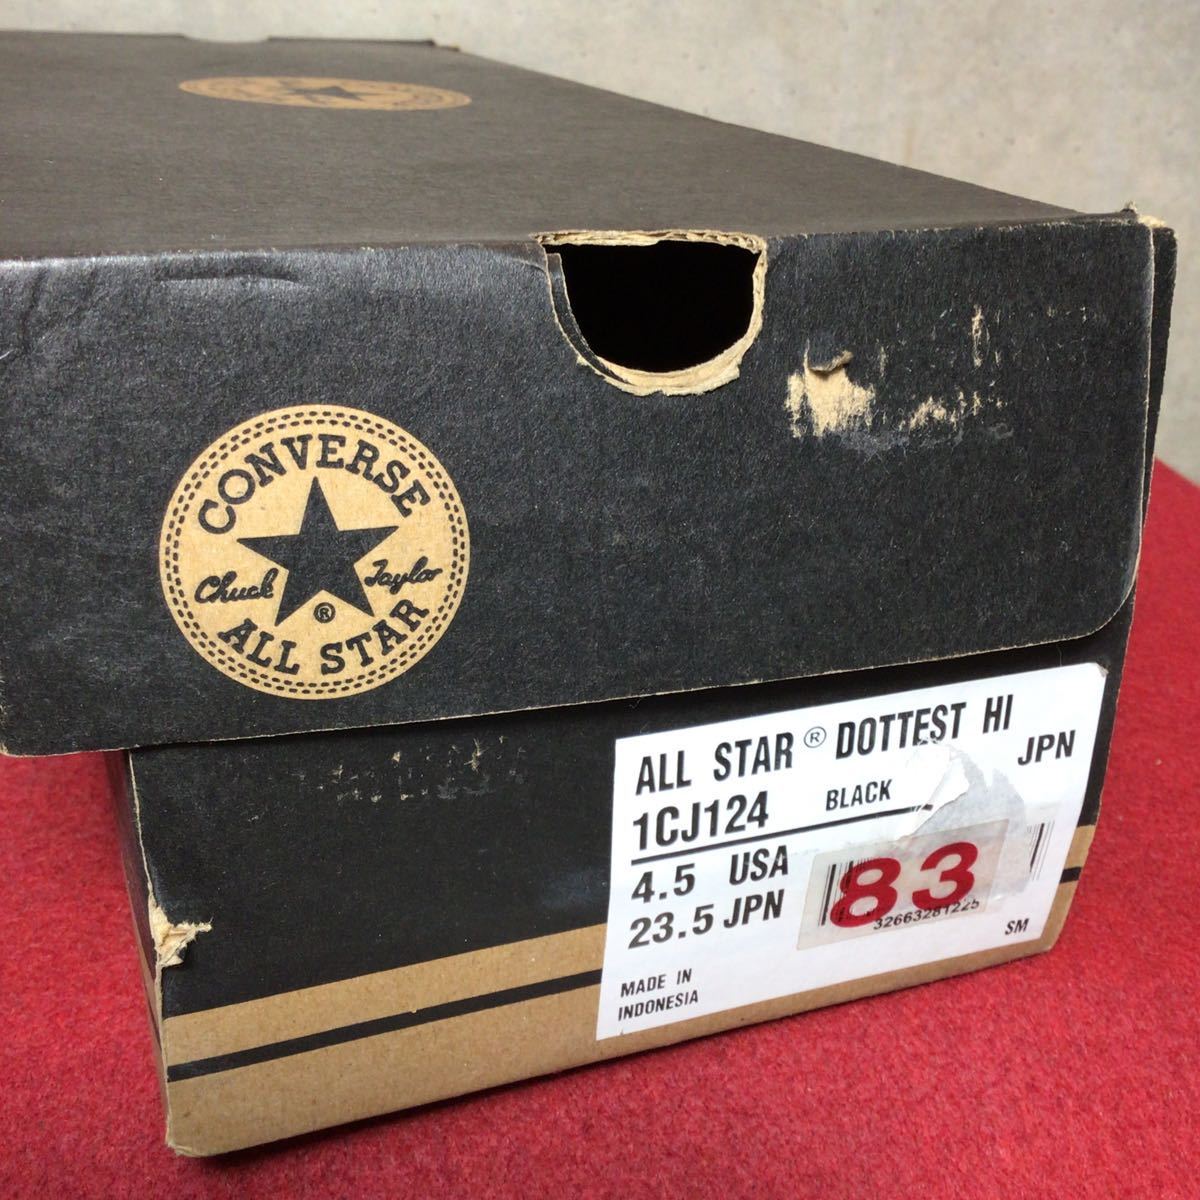 CONVERSE
Chuck Taylor
®
ALL STAR
ALL STAR® DOTTEST HI
JPN
1CJ124 BLACK
4.5 USA
23.5 JPN
83
32663281225
SM
MADE IN
INDONESIA